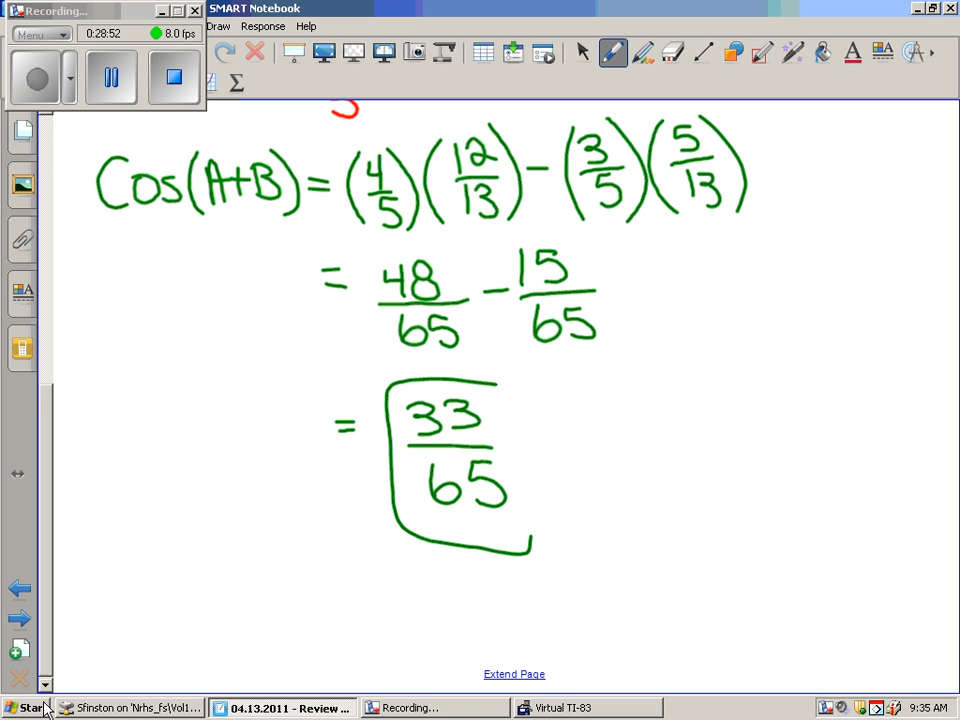 Recording...
SMART Notebook
Menu
0:28:52
8.0 fps
Draw Response Help
Σ
Cos(A+B) = (4/5)(12/13) - (3/5)(5/13)
= 48/65 - 15/65
= 33/65
Extend Page
Start
Sfinston on 'Nrhs_fs\Vol1...
04.13.2011 - Review ...
Recording...
Virtual TI-83
9:35 AM